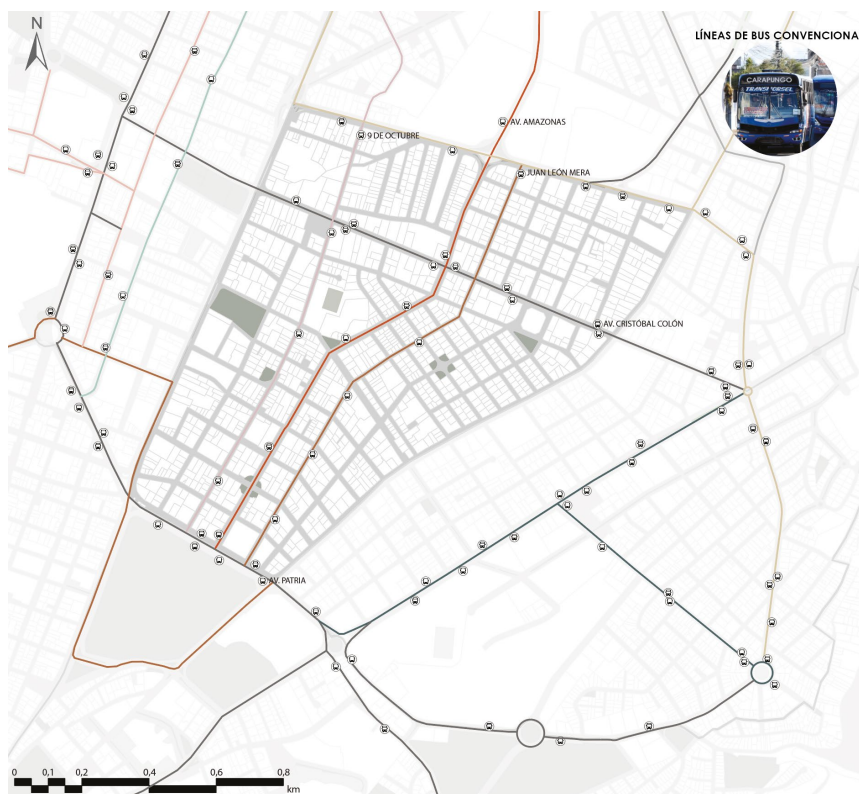 LÍNEAS DE BUS CONVENCIONA
N
CARAPUNGO
AV. AMAZONAS
9 DE OCTUBRE
JUAN LEÓN MERA
AV. CRISTÓBAL COLÓN
AV. PATRIA
0 0,1 0,2 0,4 0,6 0,8
km